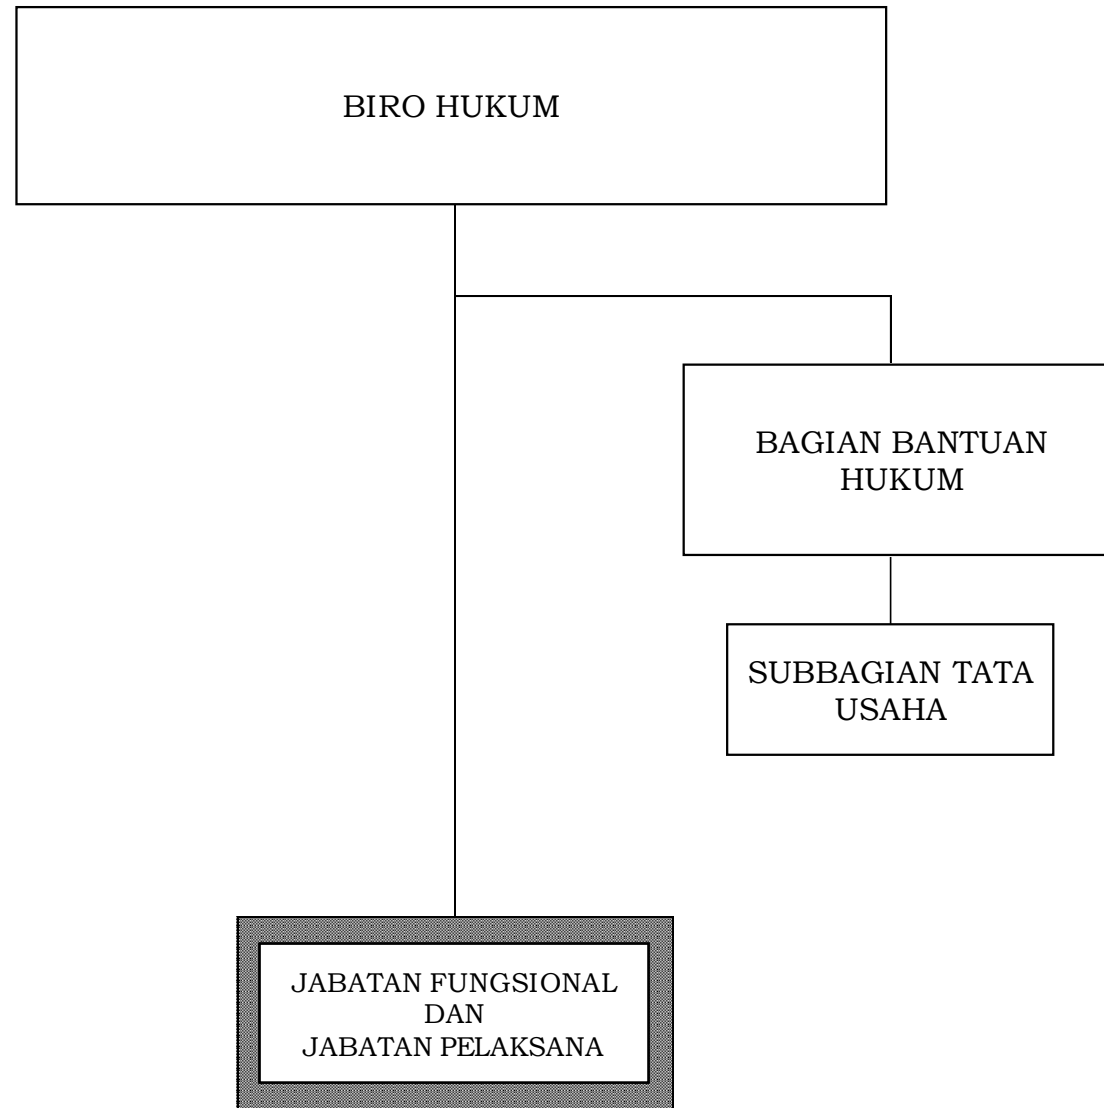 BIRO HUKUM
BAGIAN BANTUAN
HUKUM
SUBBAGIAN TATA
USAHA
JABATAN FUNGSIONAL
DAN
JABATAN PELAKSANA